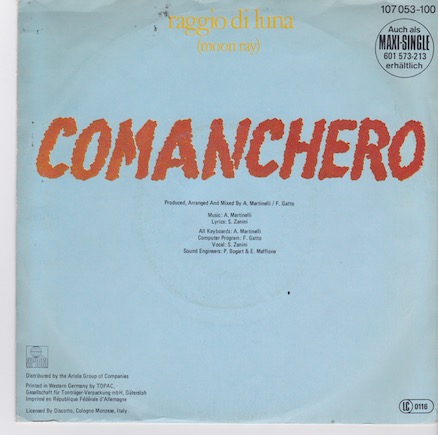 107 053-100
raggio di luna
(moon ray)
Auch als
MAXI-SINGLE
601 573-213
erhältlich
COMANCHERO
Produced, Arranged And Mixed By A. Martinelli / F. Gatto
Music: A. Martinelli
Lyrics: S. Zanini
All Keyboards: A. Martinelli
Computer Program: F. Gatto
Vocal: S. Zanini
Sound Engineers: P. Sugart & E. Maffione
Distributed by the Ariola Group of Companies
Printed in Western Germany by TOPAC,
Gesellschaft für Tonträger-Verpackung mbH, Gütersloh
Imprimé en République Fédérale d'Allemagne
Licensed By Discotto, Cologno Monzese, Italy.
LC 0116